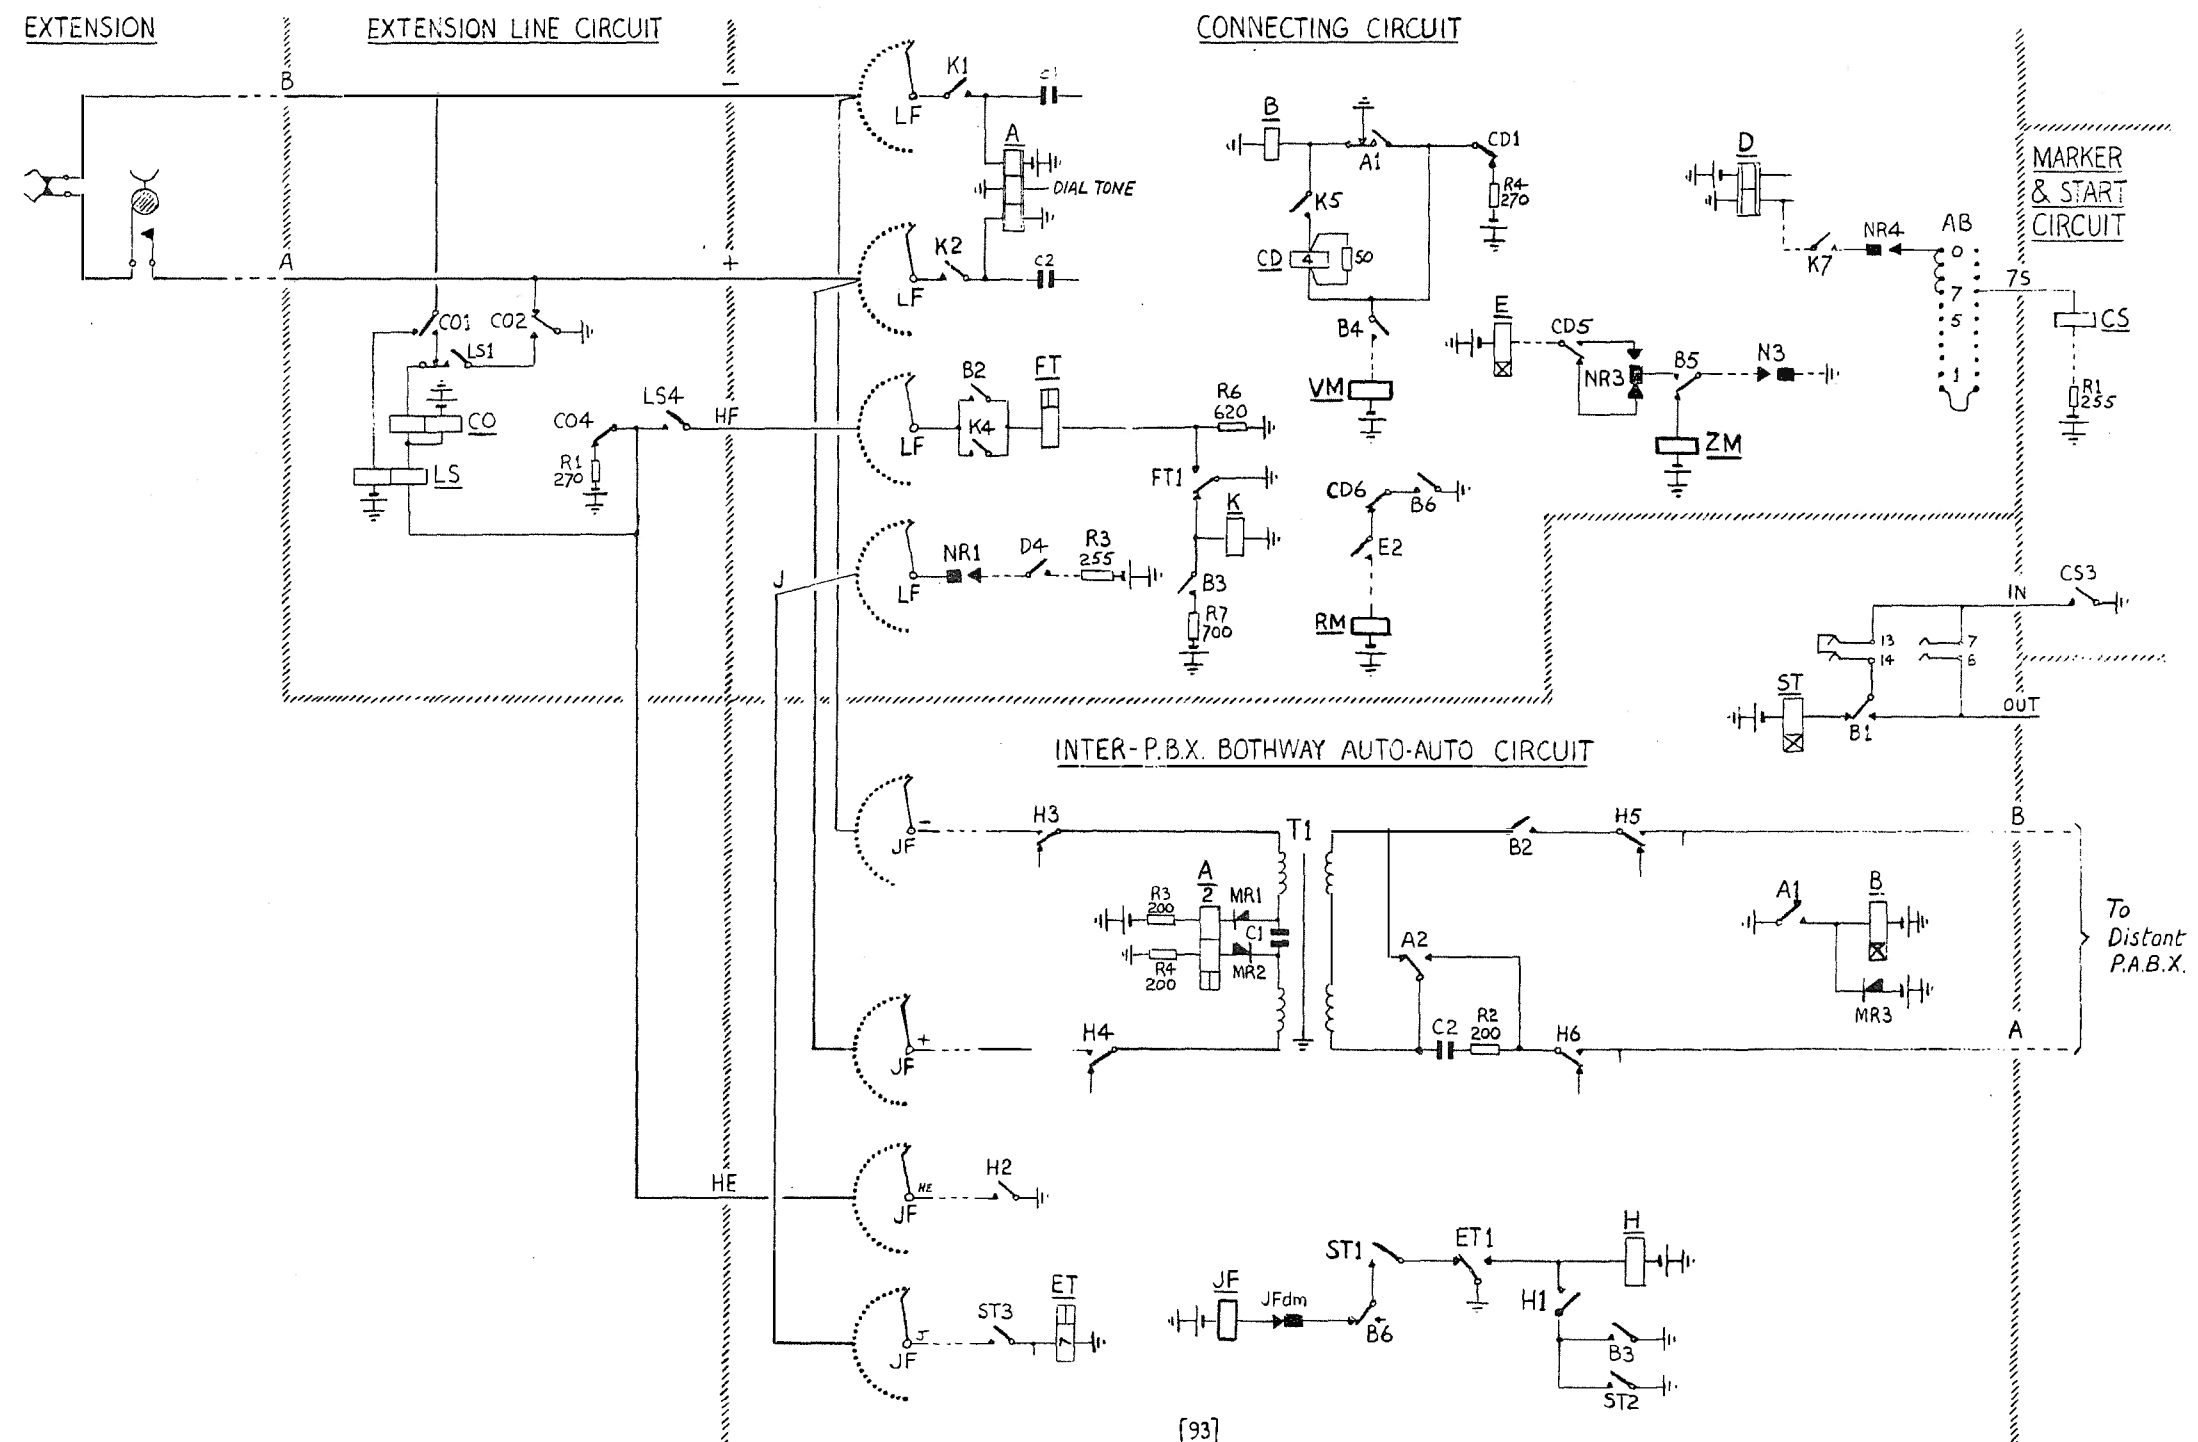 EXTENSION
EXTENSION LINE CIRCUIT
CONNECTING CIRCUIT
B
A
−
+
K1
C1
LF
A
DIAL TONE
K2
C2
LF
B
A1
CD1
R4
270
K5
CD
4
50
B4
VM
D
K7
NR4
AB
0
7
5
1
MARKER
& START
CIRCUIT
7S
CS
R1
255
E
CD5
NR3
B5
N3
ZM
CO1
CO2
LS1
CO
LS
CO4
R1
270
LS4
HF
LF
B2
K4
FT
R6
620
FT1
K
B3
R7
700
CD6
B6
E2
RM
J
LF
NR1
D4
R3
255
CS3
IN
13
14
7
8
ST
B1
OUT
INTER-P.B.X. BOTHWAY AUTO-AUTO CIRCUIT
−
JF
H3
T1
B2
H5
B
A
2
R3
200
MR1
C1
R4
200
MR2
A2
A1
B
MR3
To
Distant
P.A.B.X.
+
JF
H4
C2
R2
200
H6
A
HE
HE
JF
H2
J
JF
ST3
ET
7
JF
JFdm
ST1
B6
ET1
H
H1
B3
ST2
[93]